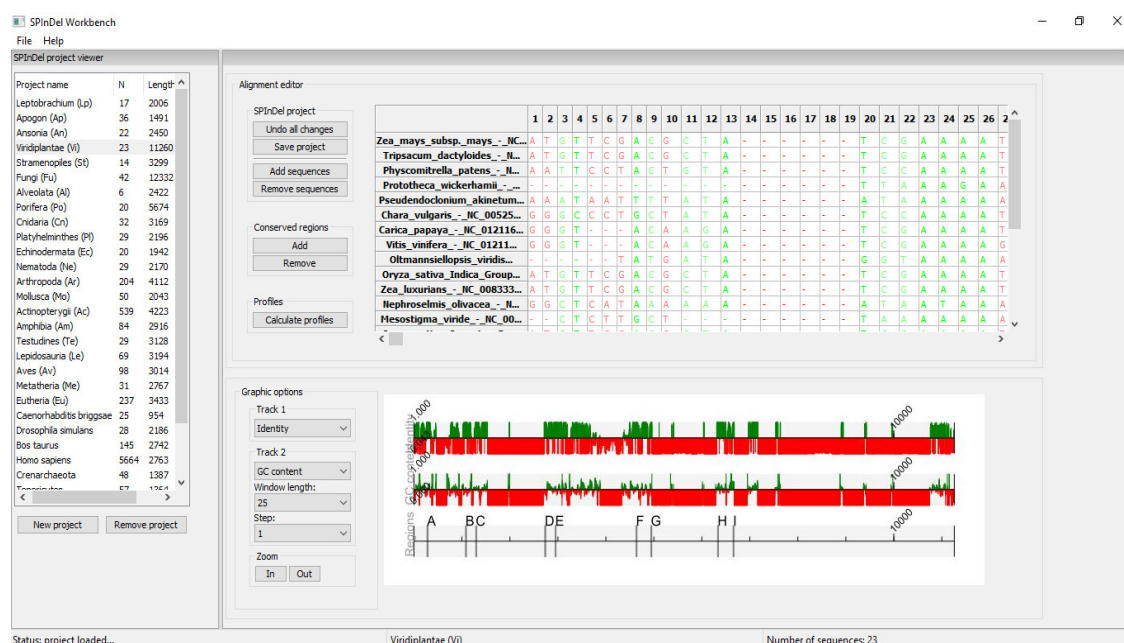 SPInDel Workbench
File Help
SPInDel project viewer
Project name N Length
Leptobrachium (Lp) 17 2006
Apogon (Ap) 36 1491
Ansonia (An) 22 2450
Viridiplantae (Vi) 23 11260
Stramenopiles (St) 14 3299
Fungi (Fu) 42 12332
Alveolata (Al) 6 2422
Porifera (Po) 20 5674
Cnidaria (Cn) 32 3169
Platyhelminthes (Pl) 29 2196
Echinodermata (Ec) 20 1942
Nematoda (Ne) 29 2170
Arthropoda (Ar) 204 4112
Mollusca (Mo) 50 2043
Actinopterygii (Ac) 539 4223
Amphibia (Am) 84 2916
Testudines (Te) 29 3128
Lepidosauria (Le) 69 3194
Aves (Av) 98 3014
Metatheria (Me) 31 2767
Eutheria (Eu) 237 3433
Caenorhabditis briggsae 25 954
Drosophila simulans 28 2186
Bos taurus 145 2742
Homo sapiens 5664 2763
Crenarchaeota 48 1387
New project Remove project
Alignment editor
SPInDel project
Undo all changes
Save project
Add sequences
Remove sequences
Conserved regions
Add
Remove
Profiles
Calculate profiles
1 2 3 4 5 6 7 8 9 10 11 12 13 14 15 16 17 18 19 20 21 22 23 24 25 26 2
Zea_mays_subsp._mays_-_NC... A T G T T C G A C G C T A - - - - - - T C G A A A A T
Tripsacum_dactyloides_-_N... A T G T T C G A C G C T A - - - - - - T C G A A A A T
Physcomitrella_patens_-_N... A A T T C C T A C T G T A - - - - - - T C C A A A A T
Prototheca_wickerhamii_-_... - - - - - - - - - - - - - - - - - - - T T A A A G A A
Pseudendoclonium_akinetum... A A A T A A T T T T A T A - - - - - - A T A A A A A A
Chara_vulgaris_-_NC_00525... G G G C C C T G C T A T A - - - - - - T C C A A A A T
Carica_papaya_-_NC_012116... G G G T - - - A C A A G A - - - - - - T C G A A A A T
Vitis_vinifera_-_NC_01211... G G G T - - - A C A A G A - - - - - - T C G A A A A G
Oltmannsiellopsis_viridis... - - - - - - T A T G A T A - - - - - - G G T A A A A A
Oryza_sativa_Indica_Group... A T G T T C G A C G C T A - - - - - - T C G A A A A T
Zea_luxurians_-_NC_008333... A T G T T C G A C G C T A - - - - - - T C G A A A A T
Nephroselmis_olivacea_-_N... G G C T C A T A A A A A A - - - - - - A T A A T A A A
Mesostigma_viride_-_NC_00... - - C T C T T G C T - - - - - - - - - T A A A A A A A
Graphic options
Track 1
Identity
Track 2
GC content
Window length:
25
Step:
1
Zoom
In Out
Identity
1.000
10000
GC content
1.000
10000
Regions
A B C D E F G H I
10000
Status: project loaded... Viridiplantae (Vi) Number of sequences: 23